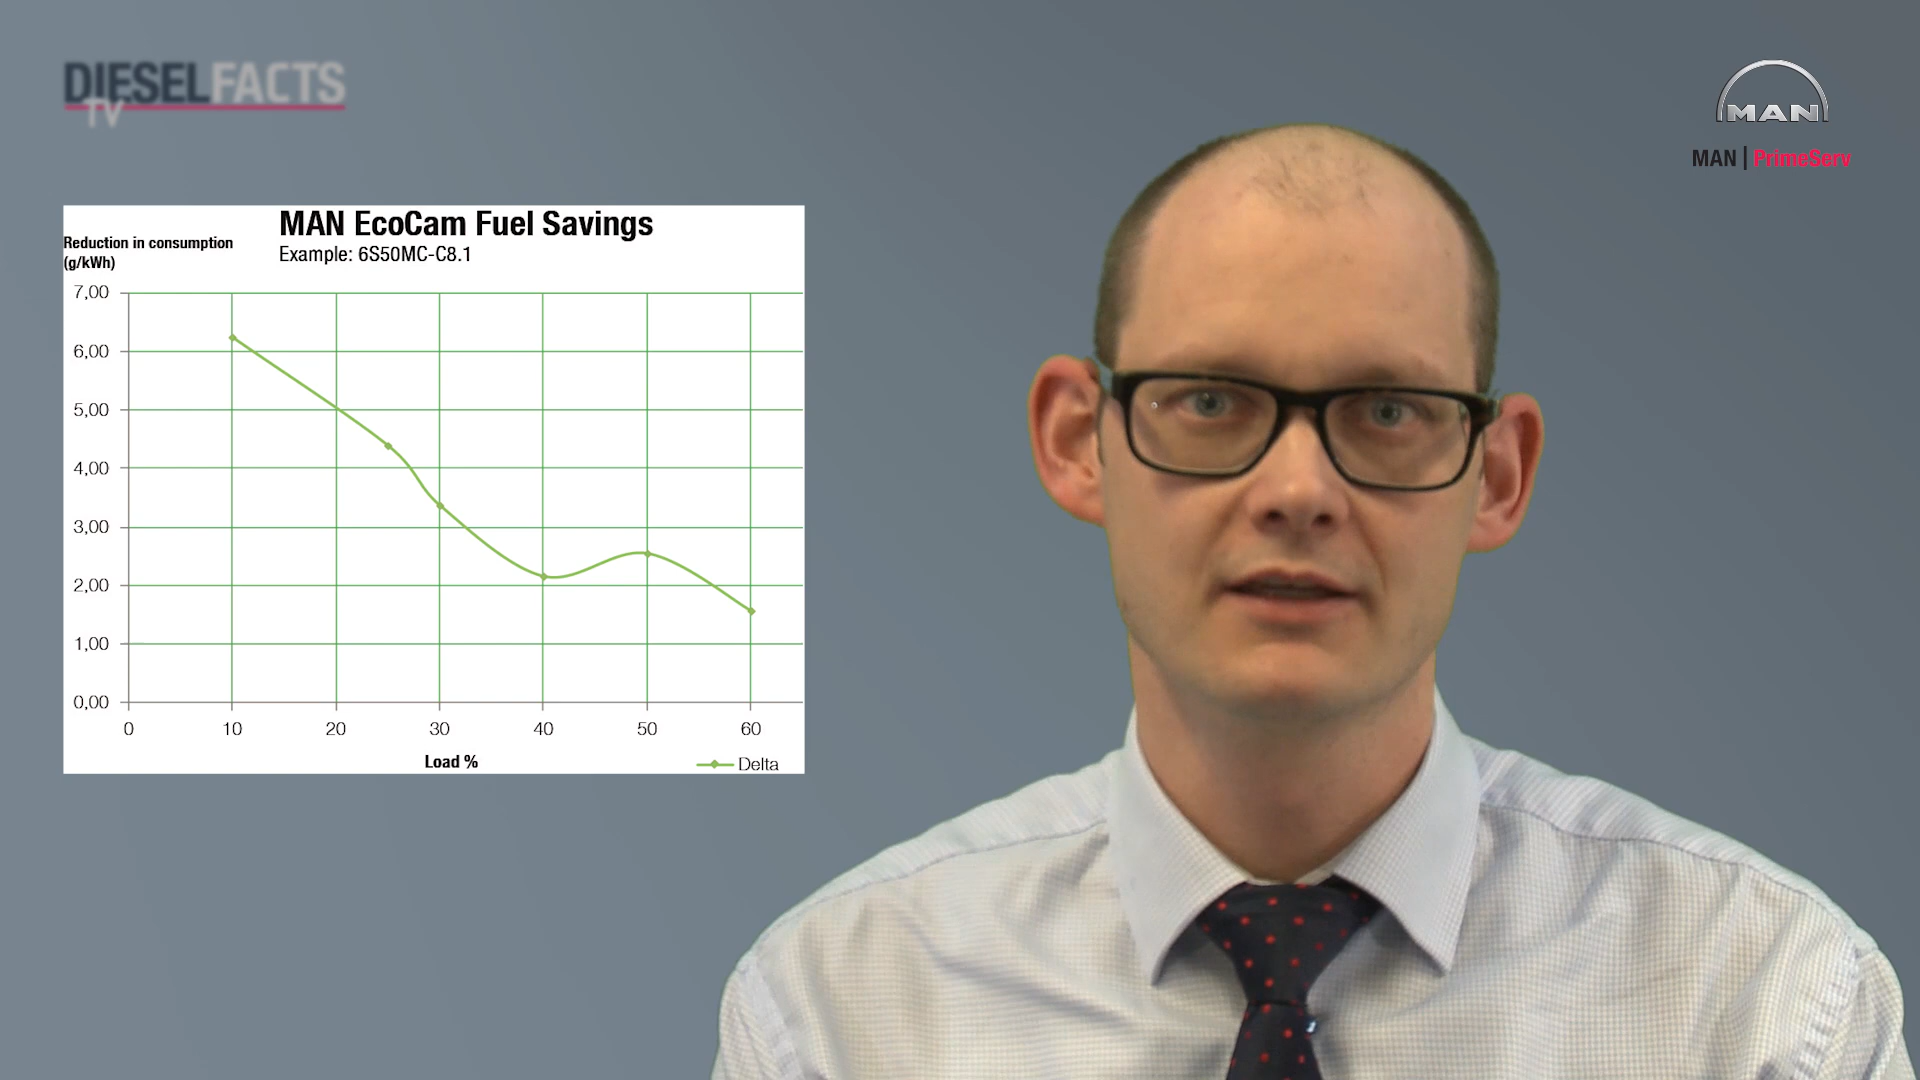 DIESELFACTS
TV
MAN
MAN | PrimeServ
MAN EcoCam Fuel Savings
Example: 6S50MC-C8.1
Reduction in consumption
(g/kWh)
7,00
6,00
5,00
4,00
3,00
2,00
1,00
0,00
0 10 20 30 40 50 60
Load %
Delta